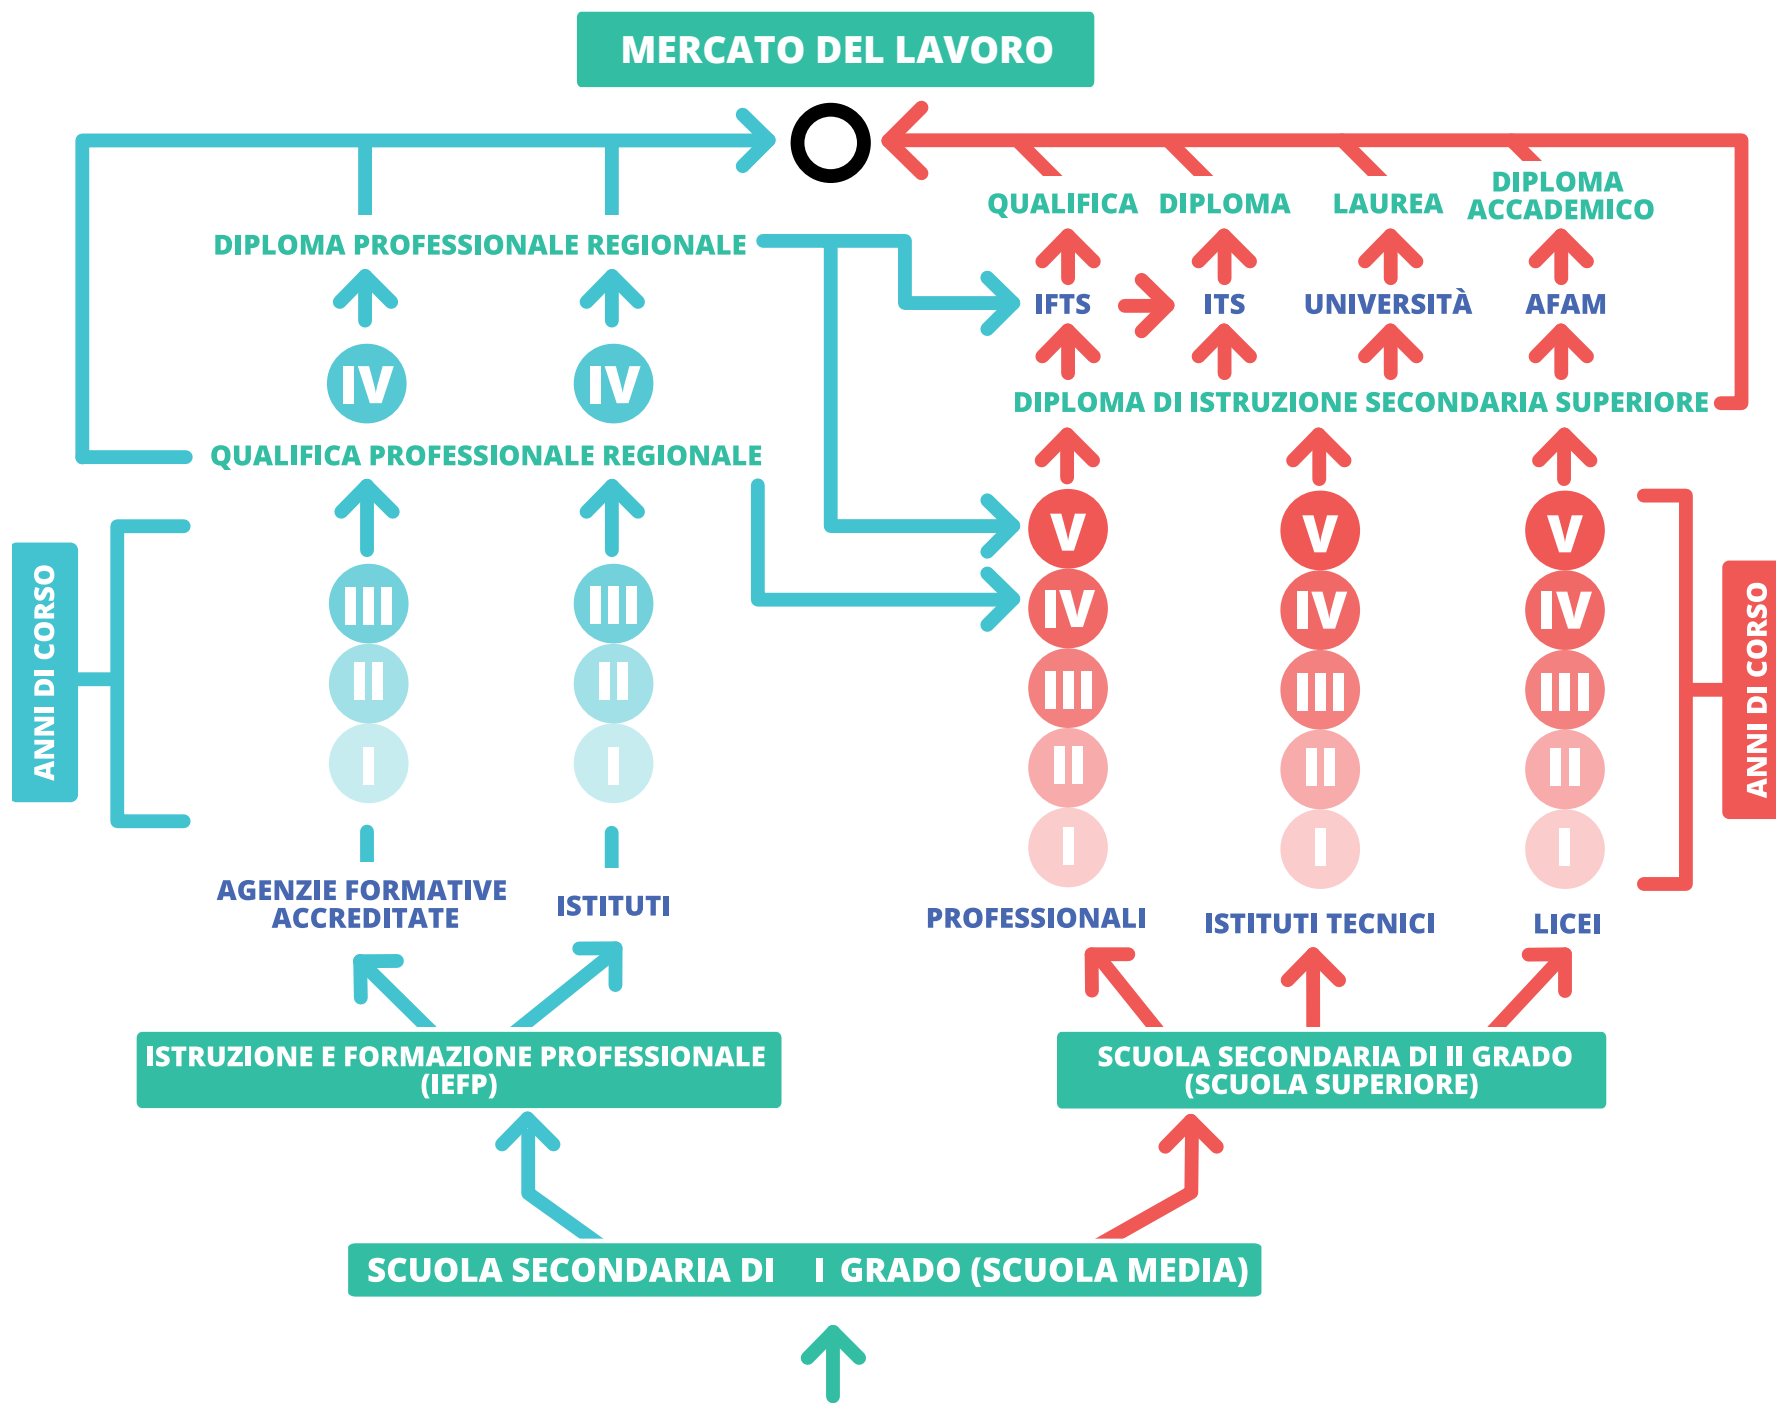 MERCATO DEL LAVORO
QUALIFICA
DIPLOMA
LAUREA
DIPLOMA
ACCADEMICO
DIPLOMA PROFESSIONALE REGIONALE
IFTS
ITS
UNIVERSITÀ
AFAM
IV
IV
DIPLOMA DI ISTRUZIONE SECONDARIA SUPERIORE
QUALIFICA PROFESSIONALE REGIONALE
ANNI DI CORSO
III
II
I
III
II
I
V
IV
III
II
I
V
IV
III
II
I
V
IV
III
II
I
ANNI DI CORSO
AGENZIE FORMATIVE
ACCREDITATE
ISTITUTI
PROFESSIONALI
ISTITUTI TECNICI
LICEI
ISTRUZIONE E FORMAZIONE PROFESSIONALE
(IEFP)
SCUOLA SECONDARIA DI II GRADO
(SCUOLA SUPERIORE)
SCUOLA SECONDARIA DI I GRADO (SCUOLA MEDIA)